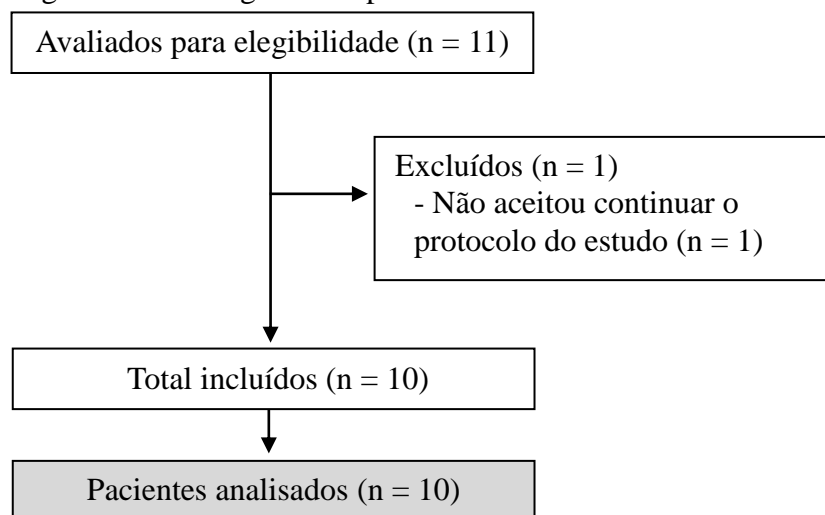 Avaliados para elegibilidade (n = 11)
Excluídos (n = 1)
- Não aceitou continuar o
protocolo do estudo (n = 1)
Total incluídos (n = 10)
Pacientes analisados (n = 10)